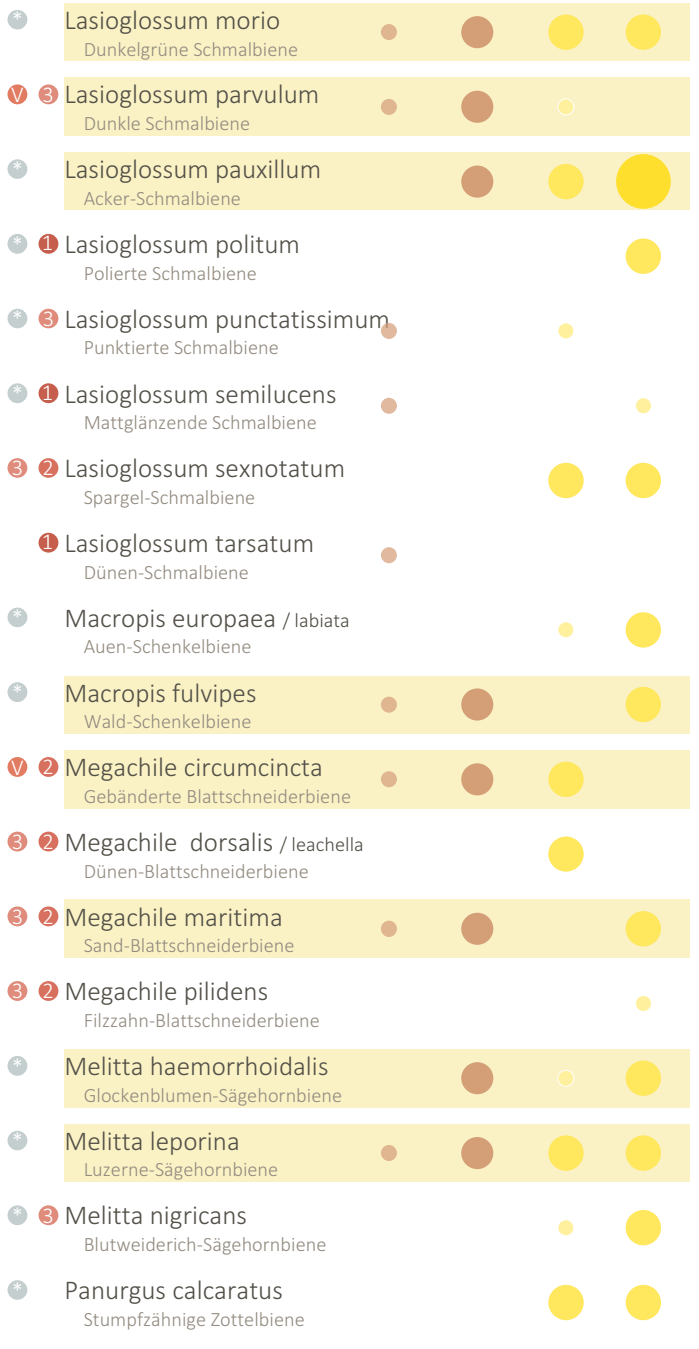 * Lasioglossum morio
Dunkelgrüne Schmalbiene
V 3 Lasioglossum parvulum
Dunkle Schmalbiene
* Lasioglossum pauxillum
Acker-Schmalbiene
* 1 Lasioglossum politum
Polierte Schmalbiene
* 3 Lasioglossum punctatissimum
Punktierte Schmalbiene
* 1 Lasioglossum semilucens
Mattglänzende Schmalbiene
3 2 Lasioglossum sexnotatum
Spargel-Schmalbiene
1 Lasioglossum tarsatum
Dünen-Schmalbiene
* Macropis europaea / labiata
Auen-Schenkelbiene
* Macropis fulvipes
Wald-Schenkelbiene
V 2 Megachile circumcincta
Gebänderte Blattschneiderbiene
3 2 Megachile dorsalis / leachella
Dünen-Blattschneiderbiene
3 2 Megachile maritima
Sand-Blattschneiderbiene
3 2 Megachile pilidens
Filzzahn-Blattschneiderbiene
* Melitta haemorrhoidalis
Glockenblumen-Sägehornbiene
* Melitta leporina
Luzerne-Sägehornbiene
* 3 Melitta nigricans
Blutweiderich-Sägehornbiene
* Panurgus calcaratus
Stumpfzähnige Zottelbiene